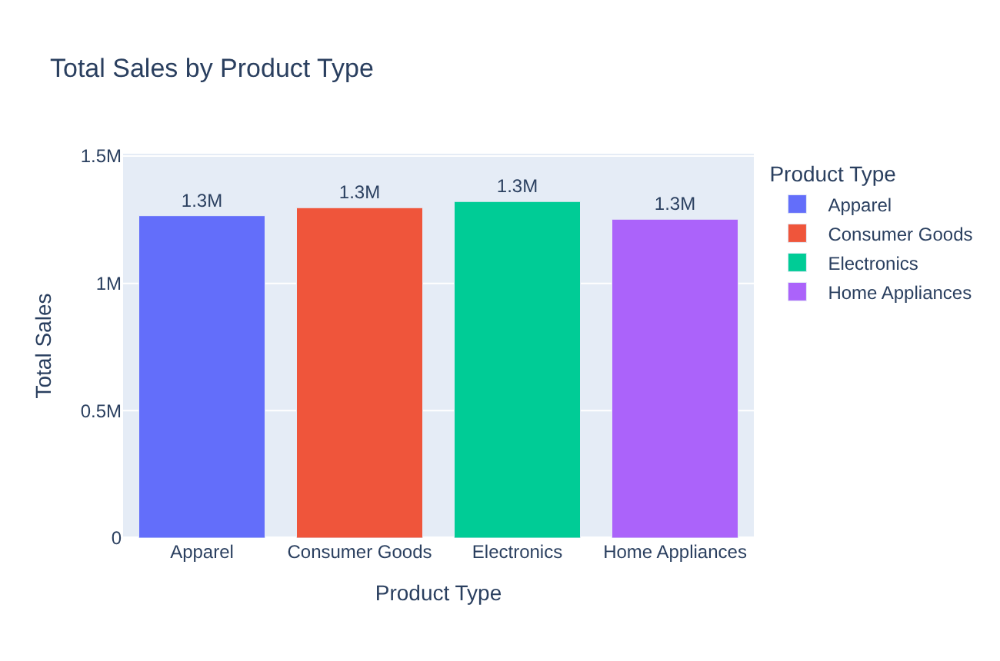 Total Sales by Product Type
1.5M
1M
0.5M
0
Total Sales
1.3M
1.3M
1.3M
1.3M
Apparel
Consumer Goods
Electronics
Home Appliances
Product Type
Product Type
Apparel
Consumer Goods
Electronics
Home Appliances